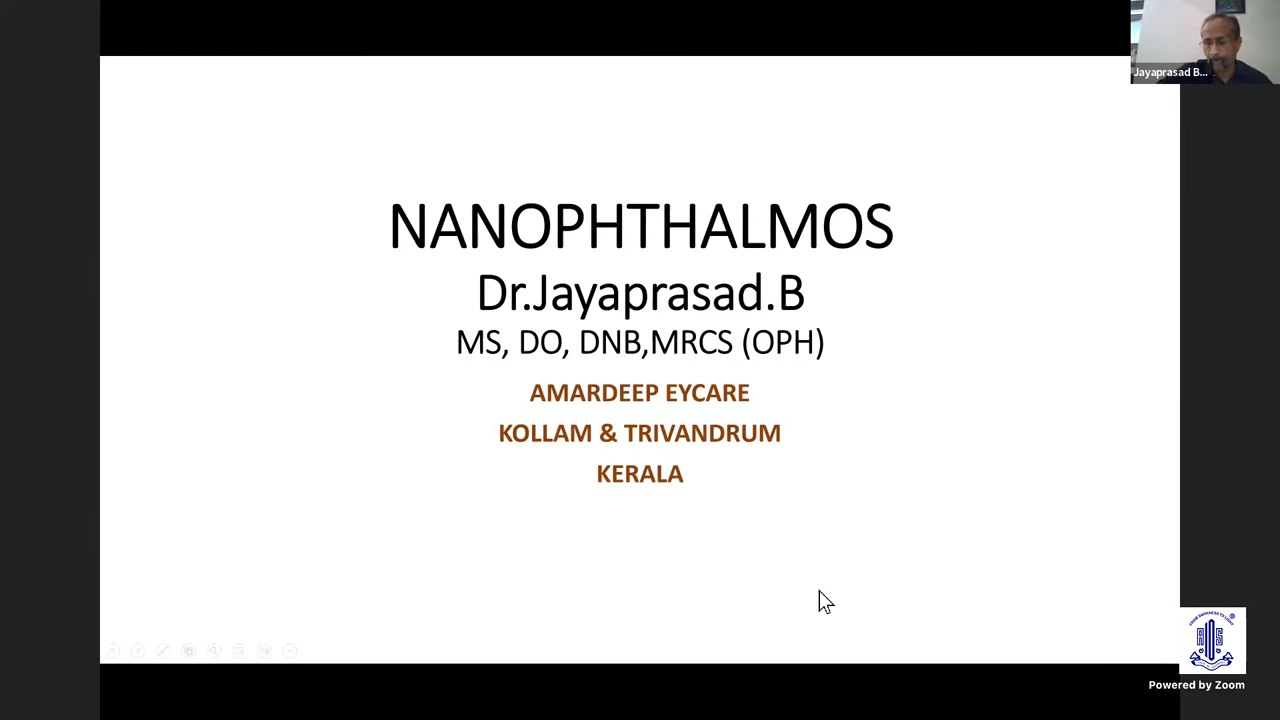 Jayaprasad B...
NANOPHTHALMOS
Dr.Jayaprasad.B
MS, DO, DNB,MRCS (OPH)
AMARDEEP EYCARE
KOLLAM & TRIVANDRUM
KERALA
Powered by Zoom